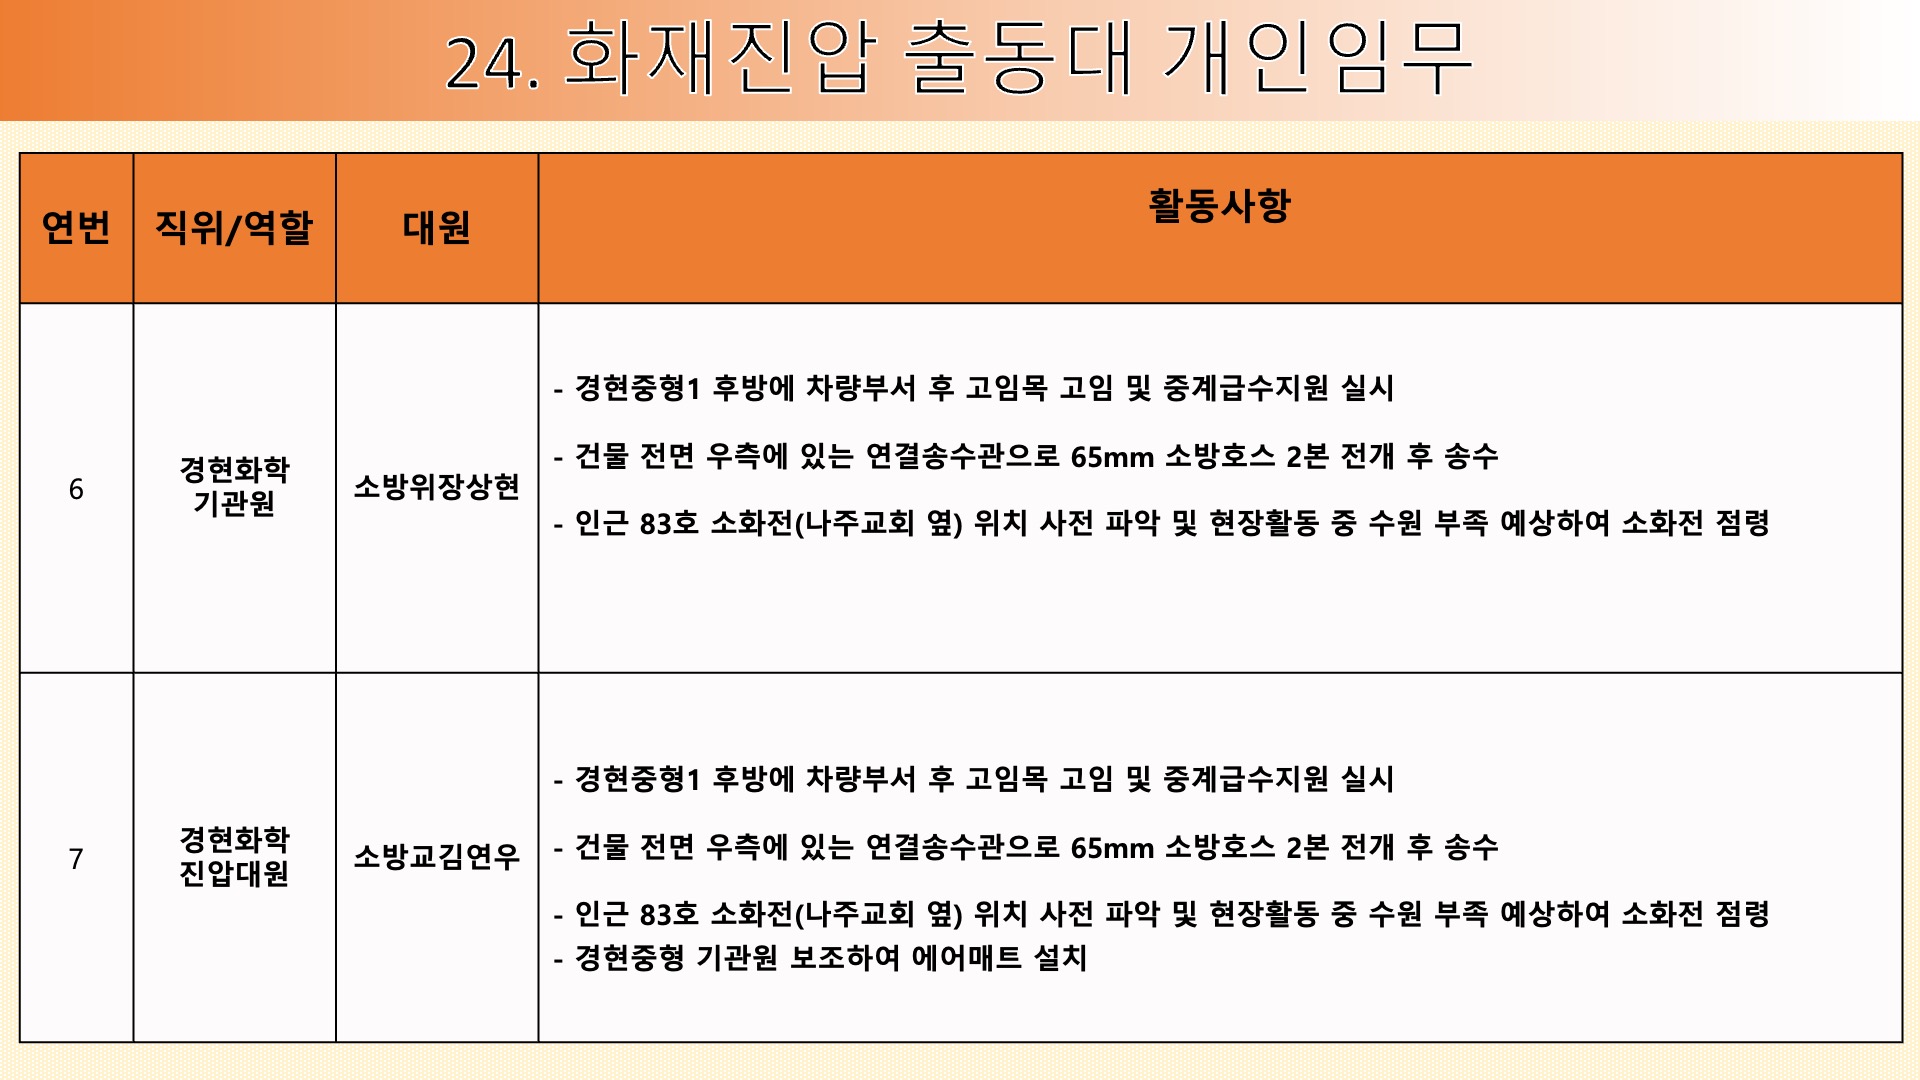 24. 화재진압 출동대 개인임무
연번
직위/역할
대원
활동사항
6
경현화학
기관원
소방위장상현
- 경현중형1 후방에 차량부서 후 고임목 고임 및 중계급수지원 실시
- 건물 전면 우측에 있는 연결송수관으로 65mm 소방호스 2본 전개 후 송수
- 인근 83호 소화전(나주교회 옆) 위치 사전 파악 및 현장활동 중 수원 부족 예상하여 소화전 점령
7
경현화학
진압대원
소방교김연우
- 경현중형1 후방에 차량부서 후 고임목 고임 및 중계급수지원 실시
- 건물 전면 우측에 있는 연결송수관으로 65mm 소방호스 2본 전개 후 송수
- 인근 83호 소화전(나주교회 옆) 위치 사전 파악 및 현장활동 중 수원 부족 예상하여 소화전 점령
- 경현중형 기관원 보조하여 에어매트 설치